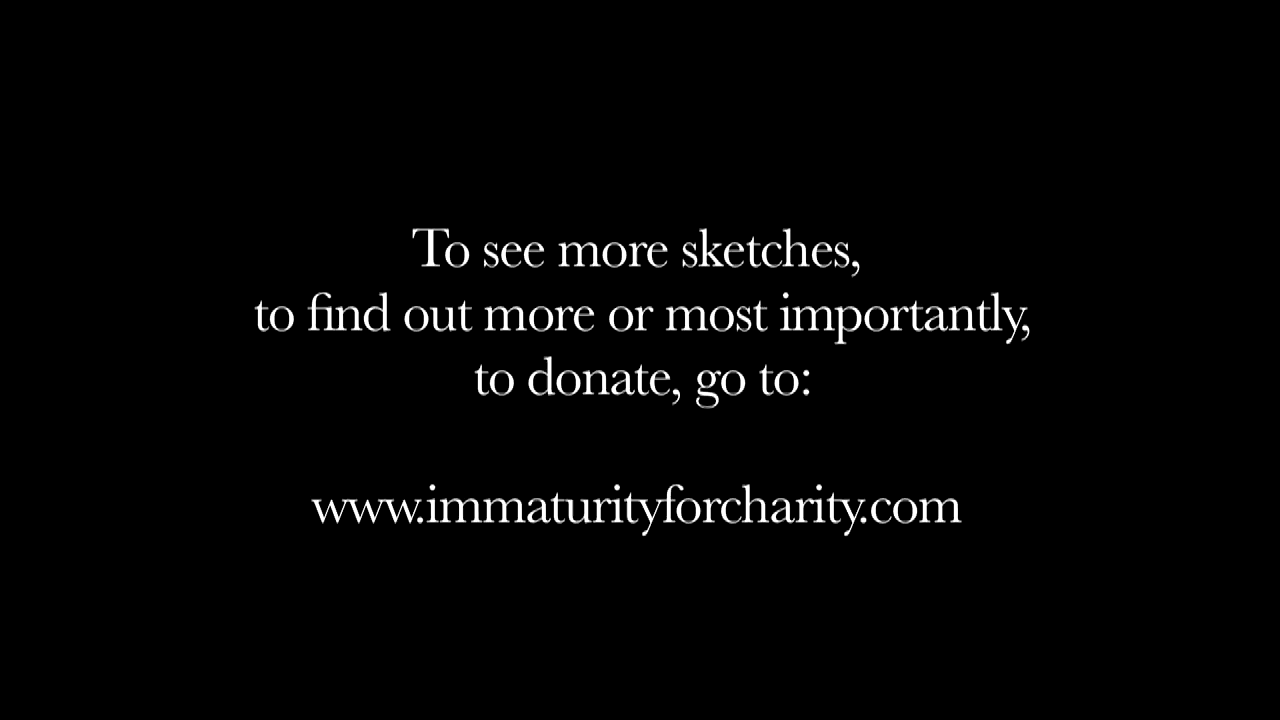 To see more sketches,
to find out more or most importantly,
to donate, go to:
www.immaturityforcharity.com